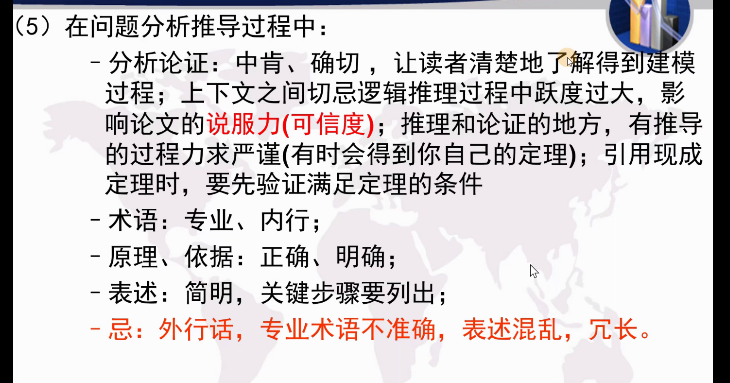 （5）在问题分析推导过程中：
–分析论证：中肯、确切 ，让读者清楚地了解得到建模
过程；上下文之间切忌逻辑推理过程中跃度过大，影
响论文的说服力(可信度)；推理和论证的地方，有推导
的过程力求严谨(有时会得到你自己的定理)；引用现成
定理时，要先验证满足定理的条件
–术语：专业、内行；
–原理、依据：正确、明确；
–表述：简明，关键步骤要列出；
–忌：外行话，专业术语不准确，表述混乱，冗长。